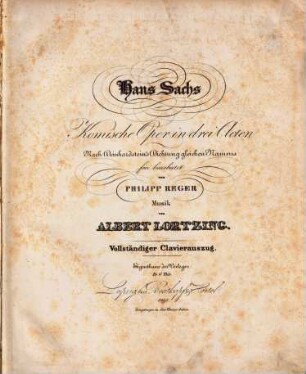 Hans Sachs
Komische Oper in drei Acten
Nach Deinhardsteins Dichtung gleichen Namens
frei bearbeitet
von
PHILIPP REGER
Musik
von
ALBERT LORTZING.
Vollständiger Clavierauszug.
Eigenthum der Verleger.
Leipzig, bei Breitkopf & Härtel